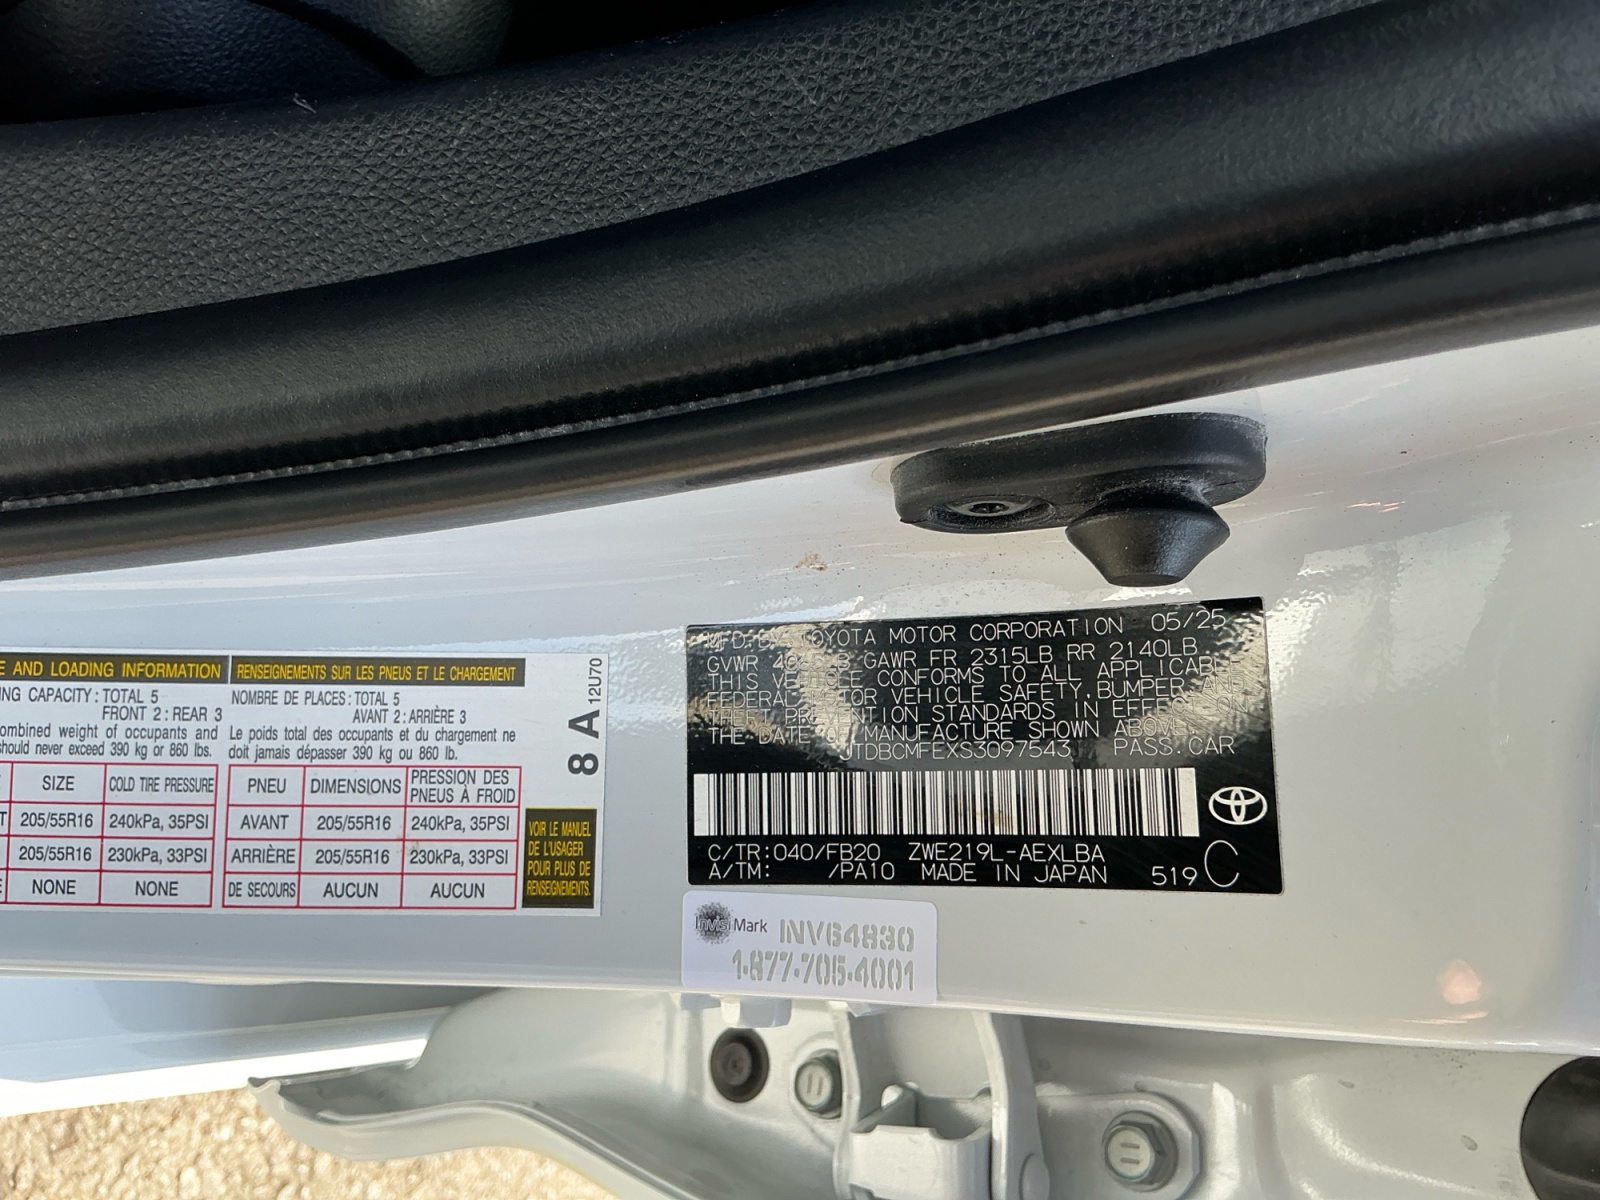 E AND LOADING INFORMATION
RENSEIGNEMENTS SUR LES PNEUS ET LE CHARGEMENT
NG CAPACITY: TOTAL 5
FRONT 2: REAR 3
ombined weight of occupants and
hould never exceed 390 kg or 860 lbs.
NOMBRE DE PLACES: TOTAL 5
AVANT 2: ARRIÈRE 3
Le poids total des occupants et du chargement ne
doit jamais dépasser 390 kg ou 860 lb.
SIZE COLD TIRE PRESSURE
T 205/55R16 240kPa, 35PSI
205/55R16 230kPa, 33PSI
E NONE NONE
PNEU DIMENSIONS PRESSION DES PNEUS À FROID
AVANT 205/55R16 240kPa, 35PSI
ARRIÈRE 205/55R16 230kPa, 33PSI
DE SECOURS AUCUN AUCUN
8 A 12U70
VOIR LE MANUEL
DE L'USAGER
POUR PLUS DE
RENSEIGNEMENTS.
MFD. BY TOYOTA MOTOR CORPORATION 05/25
GVWR GAWR FR 2315LB RR 2140LB
THIS VEHICLE CONFORMS TO ALL APPLICABLE
FEDERAL MOTOR VEHICLE SAFETY, BUMPER, AND
THEFT PREVENTION STANDARDS IN EFFECT ON
THE DATE OF MANUFACTURE SHOWN ABOVE.
JTDBCMFEXS3097543 PASS.CAR
C/TR: 040/FB20 ZWE219L-AEXLBA
A/TM: /PA10 MADE IN JAPAN 519 C
InVis Mark INV64830
1-877-705-4001